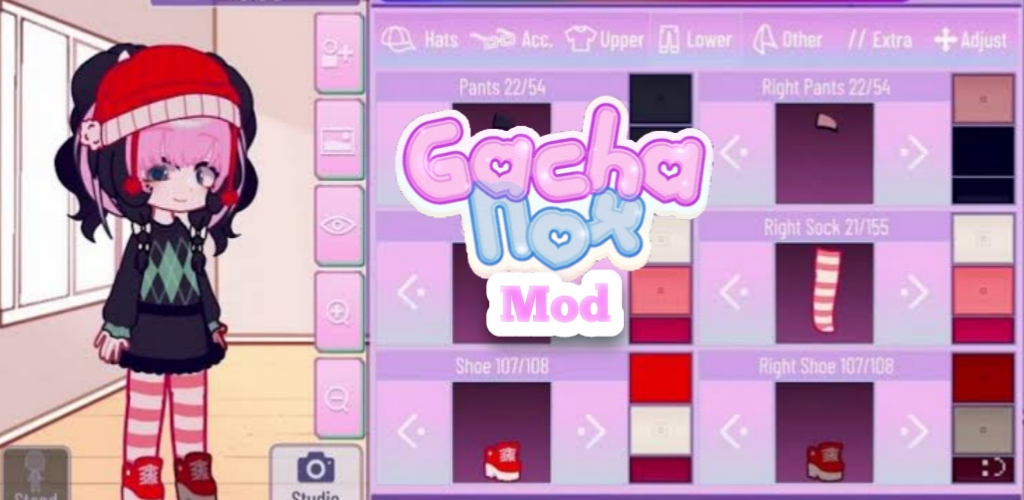 Hats Acc. Upper Lower Other Extra Adjust
Pants 22/54
Right Pants 22/54
Gacha
nox
Mod
Right Sock 21/155
Shoe 107/108
Right Shoe 107/108
Stand
Studio